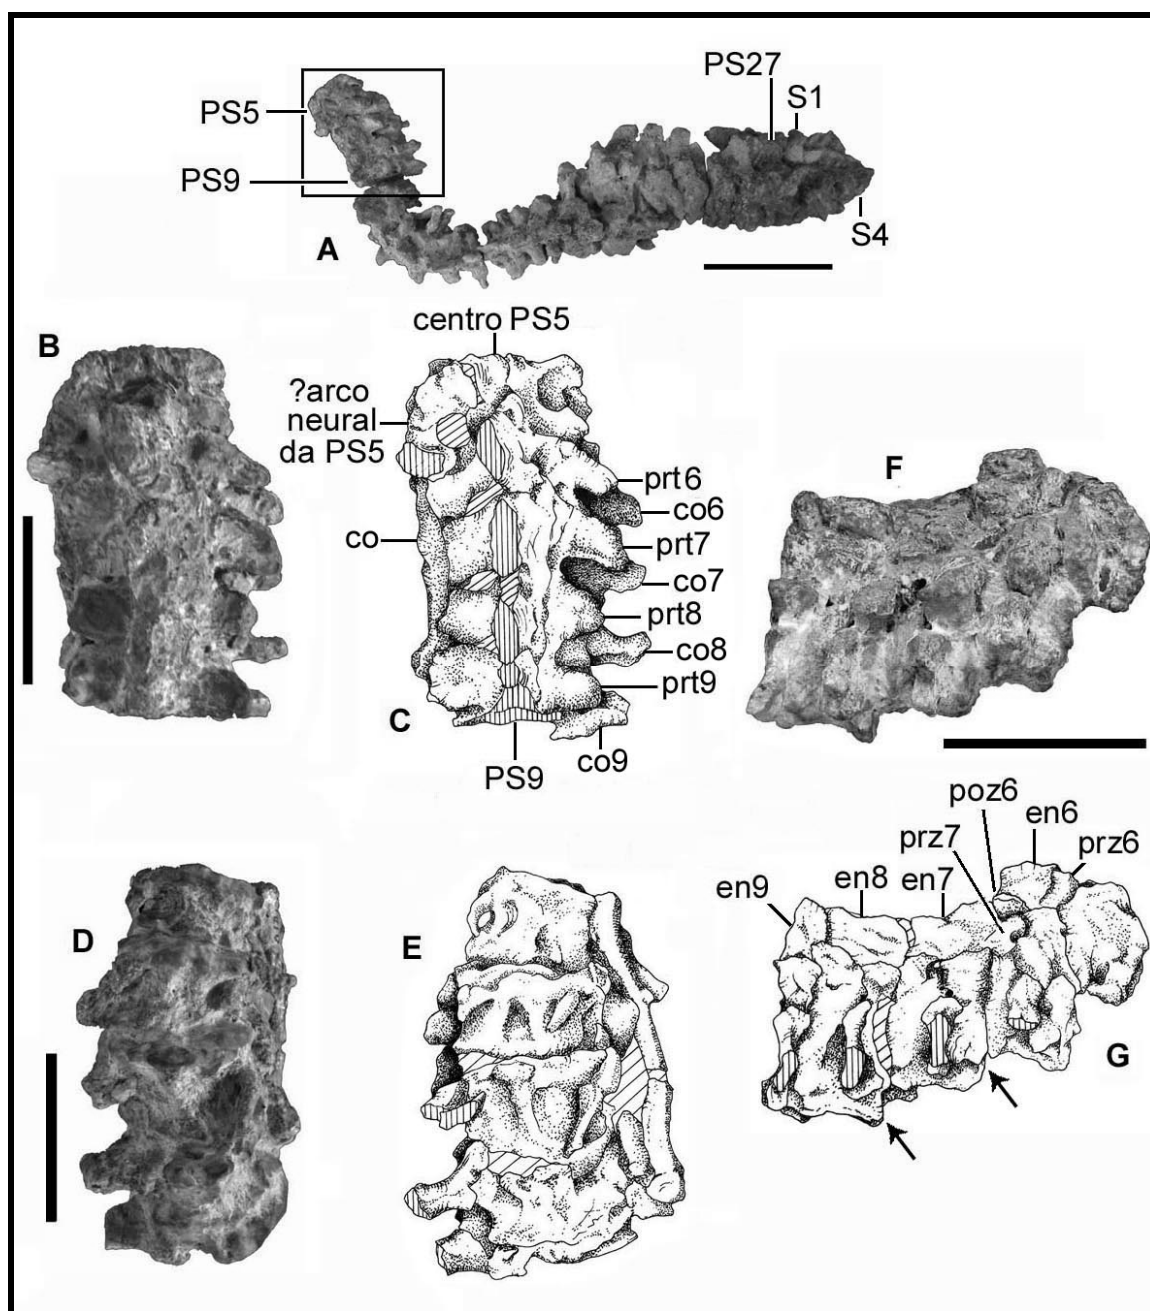 PS27
S1
PS5
PS9
A
S4
centro PS5
B
?arco
neural
da PS5
F
prt6
co6
co
prt7
co7
prt8
co8
C
prt9
PS9
co9
poz6
en6
prz7
prz6
en9
en8
en7
D
E
G